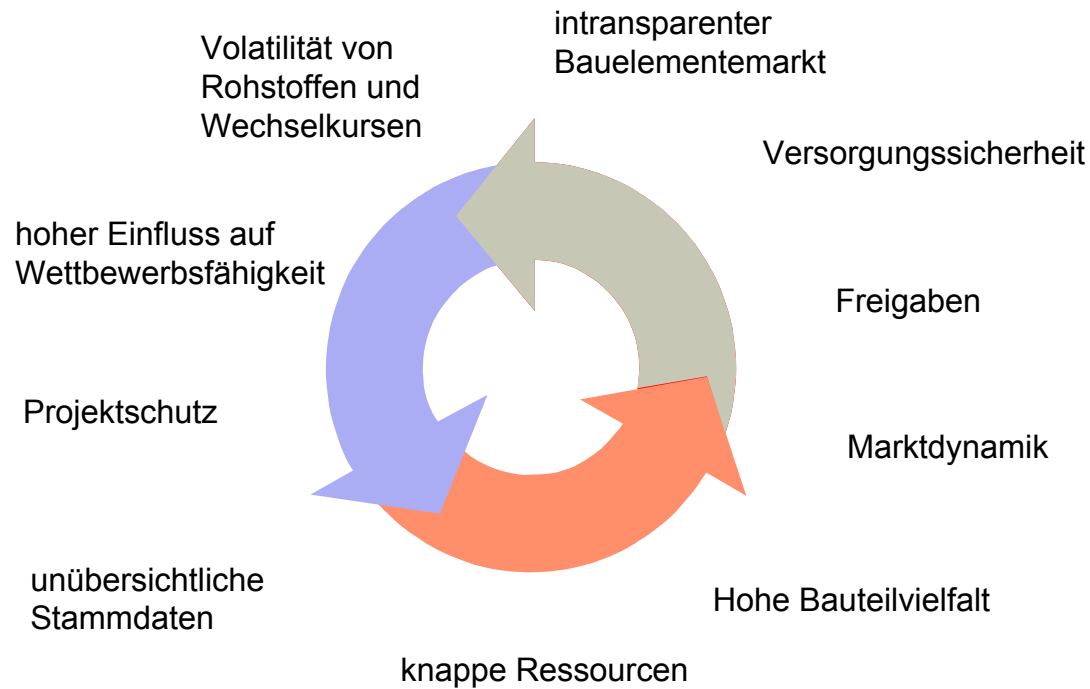 intransparenter
Bauelementemarkt
Volatilität von
Rohstoffen und
Wechselkursen
Versorgungssicherheit
hoher Einfluss auf
Wettbewerbsfähigkeit
Freigaben
Projektschutz
Marktdynamik
unübersichtliche
Stammdaten
Hohe Bauteilvielfalt
knappe Ressourcen